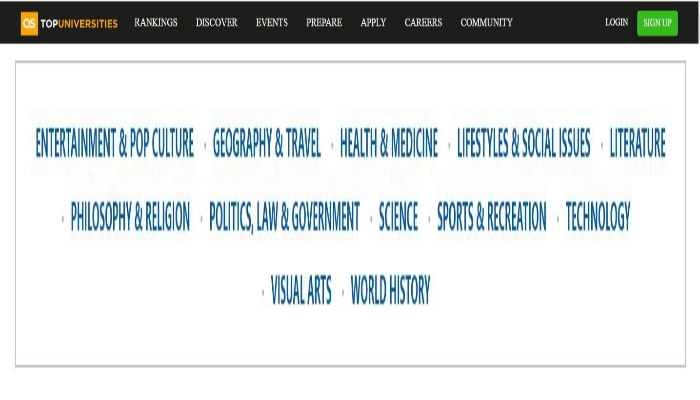 QS TOPUNIVERSITIES RANKINGS DISCOVER EVENTS PREPARE APPLY CAREERS COMMUNITY LOGIN SIGN UP
ENTERTAINMENT & POP CULTURE · GEOGRAPHY & TRAVEL · HEALTH & MEDICINE · LIFESTYLES & SOCIAL ISSUES · LITERATURE
· PHILOSOPHY & RELIGION · POLITICS, LAW & GOVERNMENT · SCIENCE · SPORTS & RECREATION · TECHNOLOGY
· VISUAL ARTS · WORLD HISTORY